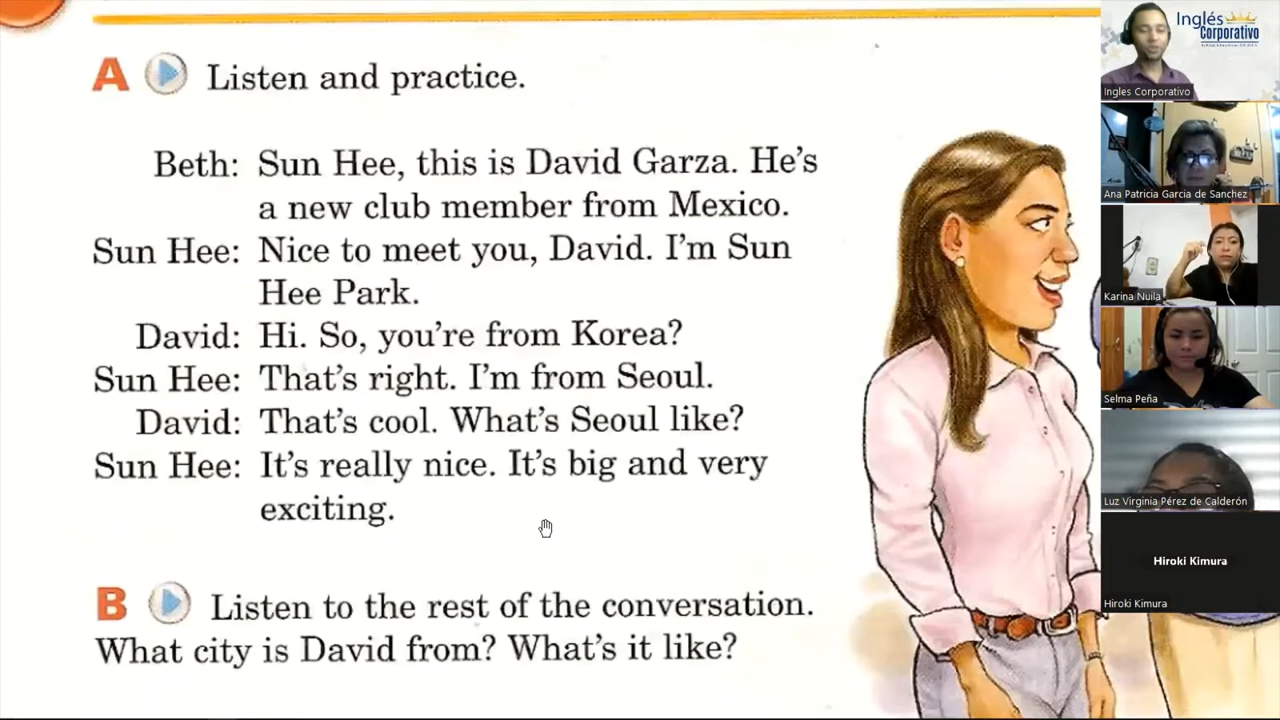 A Listen and practice.
Beth: Sun Hee, this is David Garza. He's
a new club member from Mexico.
Sun Hee: Nice to meet you, David. I'm Sun
Hee Park.
David: Hi. So, you're from Korea?
Sun Hee: That's right. I'm from Seoul.
David: That's cool. What's Seoul like?
Sun Hee: It's really nice. It's big and very
exciting.
B Listen to the rest of the conversation.
What city is David from? What's it like?
Inglés
Corporativo
Ingles Corporativo
Ana Patricia Garcia de Sanchez
Karina Nuila
Selma Peña
Luz Virginia Pérez de Calderón
Hiroki Kimura
Hiroki Kimura